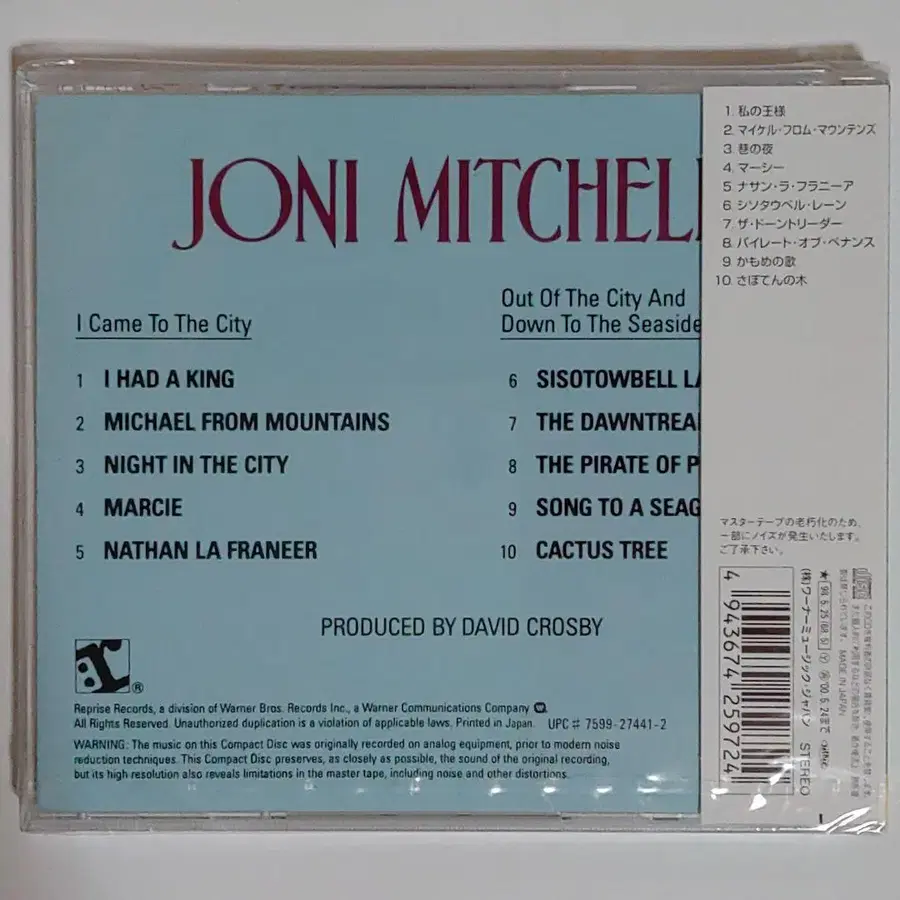 JONI MITCHEL
I Came To The City
1 I HAD A KING
2 MICHAEL FROM MOUNTAINS
3 NIGHT IN THE CITY
4 MARCIE
5 NATHAN LA FRANEER
Out Of The City And
Down To The Seaside
6 SISOTOWBELL LA
7 THE DAWNTREA
8 THE PIRATE OF P
9 SONG TO A SEAG
10 CACTUS TREE
PRODUCED BY DAVID CROSBY
r®
Reprise Records, a division of Warner Bros. Records Inc., a Warner Communications Company
All Rights Reserved. Unauthorized duplication is a violation of applicable laws. Printed in Japan. UPC # 7599-27441-2
WARNING: The music on this Compact Disc was originally recorded on analog equipment, prior to modern noise
reduction techniques. This Compact Disc preserves, as closely as possible, the sound of the original recording,
but its high resolution also reveals limitations in the master tape, including noise and other distortions.
1. 私の王様
2. マイケル・フロム・マウンテンズ
3. 巷の夜
4. マーシー
5 ナサン・ラ・フラニーア
6. シソタウベル・レーン
7. ザ・ドーントリーダー
8. パイレート・オブ・ペナンス
9 かもめの歌
10. さぼてんの木
マスターテープの老朽化のため、
一部にノイズが発生いたします。
ご了承下さい。
4 943674 259724
(株)ワーナーミュージック・ジャパン STEREO
★'98.6.25 '00.6.24まで
MADE IN JAPAN